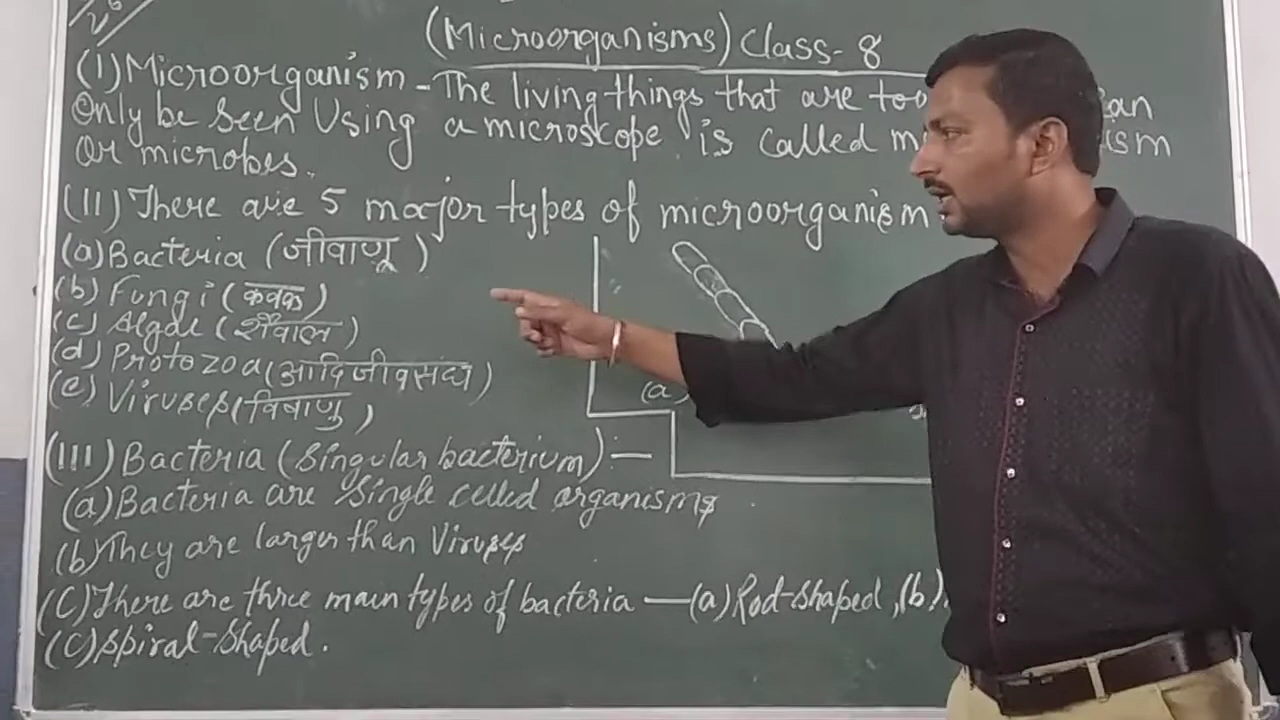 (Microorganisms) Class- 8
(I) Microorganism - The living things that are too an
Only be seen Using a microscope is called m ism
or microbes.
(II) There are 5 major types of microorganism
(a) Bacteria (जीवाणू)
(b) Fungi (कवक)
(c) Algae (शैवाल)
(d) Protozoa (आदिजीवसंघ)
(e) Viruses (विषाणु)
(a)
(III) Bacteria (Singular bacterium) :—
(a) Bacteria are single celled organisms
(b) They are larger than Viruses
(C) There are three main types of bacteria — (a) Rod-shaped, (b)
(C) Spiral-Shaped.